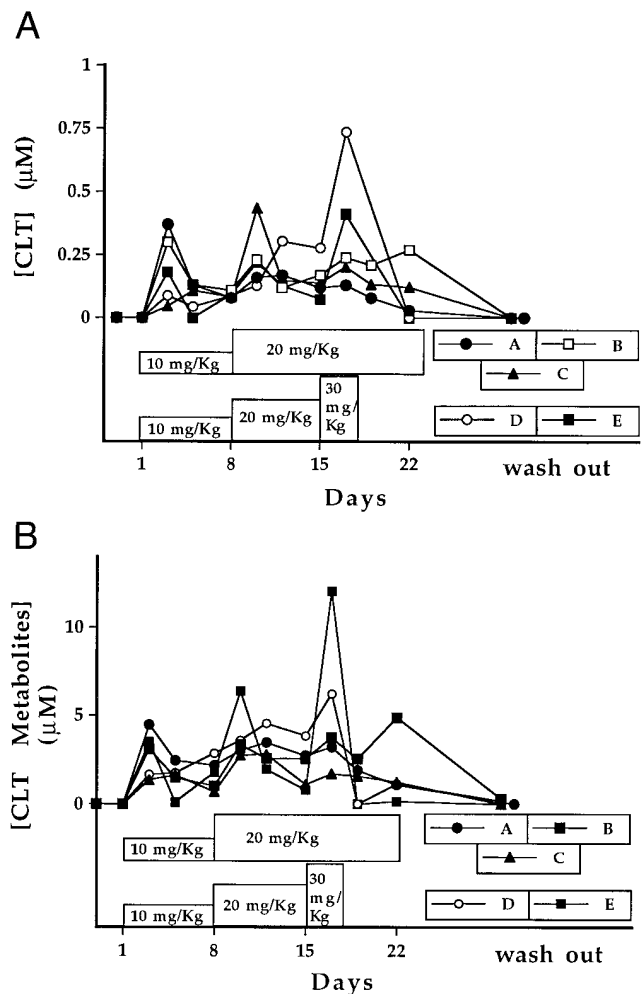 A
1
0.75
0.5
0.25
0
[CLT] (μM)
10 mg/Kg
20 mg/Kg
A
B
C
10 mg/Kg
20 mg/Kg
30
mg/
Kg
D
E
1
8
15
22
wash out
Days
B
10
5
0
[CLT Metabolites]
(μM)
10 mg/Kg
20 mg/Kg
A
B
C
10 mg/Kg
20 mg/Kg
30
mg/
Kg
D
E
1
8
15
22
wash out
Days